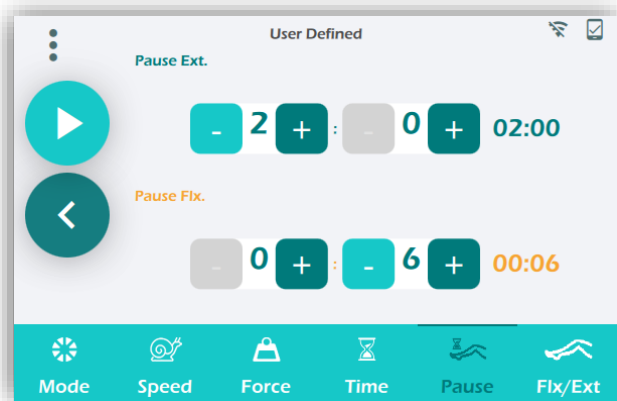 User Defined
Pause Ext.
- 2 + : - 0 + 02:00
Pause Flx.
- 0 + : - 6 + 00:06
Mode Speed Force Time Pause Flx/Ext